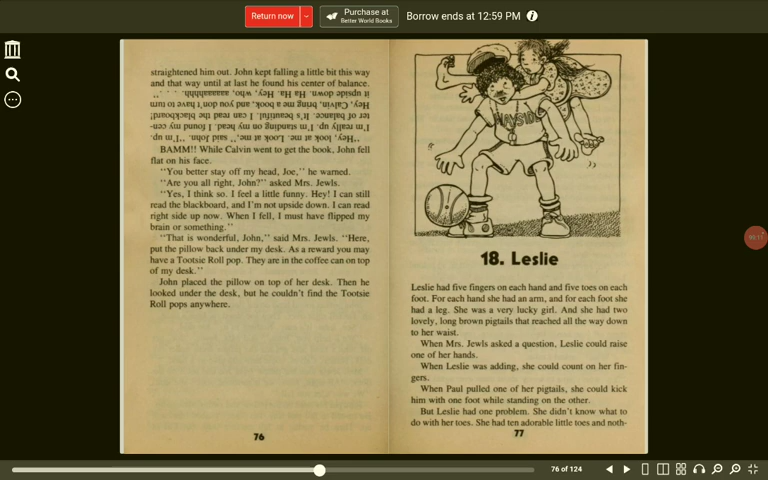 Return now
Purchase at
Better World Books
Borrow ends at 12:59 PM
straightened him out. John kept falling a little bit this way
and that way until at last he found his center of balance.
"Hey, look at me. Look at me," said John. "I'm up.
I'm really up. I'm standing on my head. I found my cen-
ter of balance. It's beautiful. I can read the blackboard!
Hey, Calvin, bring me a book, and you don't have to turn
it upside down. Ha Ha. Hey, who, aaaaahhhh. . . ."
BAMM!! While Calvin went to get the book, John fell
flat on his face.
"You better stay off my head, Joe," he warned.
"Are you all right, John?" asked Mrs. Jewls.
"Yes, I think so. I feel a little funny. Hey! I can still
read the blackboard, and I'm not upside down. I can read
right side up now. When I fell, I must have flipped my
brain or something."
"That is wonderful, John," said Mrs. Jewls. "Here,
put the pillow back under my desk. As a reward you may
have a Tootsie Roll pop. They are in the coffee can on top
of my desk."
John placed the pillow on top of her desk. Then he
looked under the desk, but he couldn't find the Tootsie
Roll pops anywhere.
76
WAYSIDE
18. Leslie
Leslie had five fingers on each hand and five toes on each
foot. For each hand she had an arm, and for each foot she
had a leg. She was a very lucky girl. And she had two
lovely, long brown pigtails that reached all the way down
to her waist.
When Mrs. Jewls asked a question, Leslie could raise
one of her hands.
When Leslie was adding, she could count on her fin-
gers.
When Paul pulled one of her pigtails, she could kick
him with one foot while standing on the other.
But Leslie had one problem. She didn't know what to
do with her toes. She had ten adorable little toes and noth-
77
76 of 124